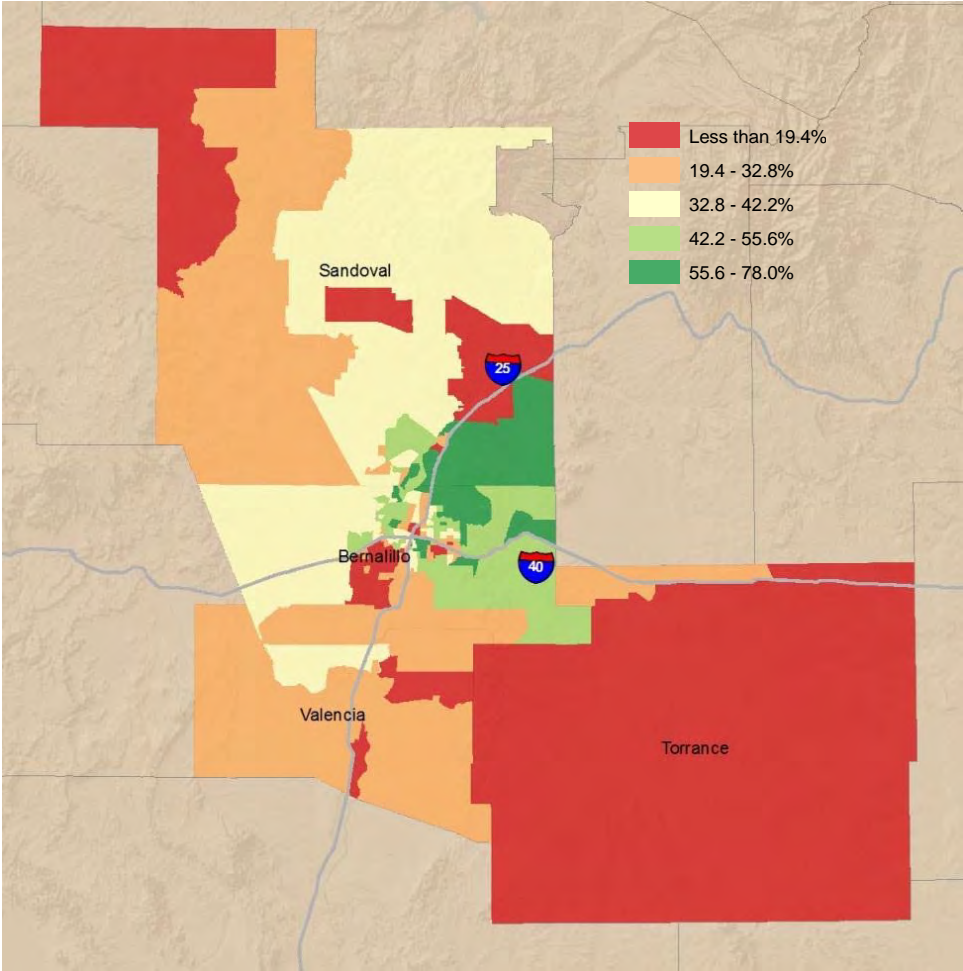 Less than 19.4%
19.4 - 32.8%
32.8 - 42.2%
42.2 - 55.6%
55.6 - 78.0%
Sandoval
25
Bernalillo
40
Valencia
Torrance